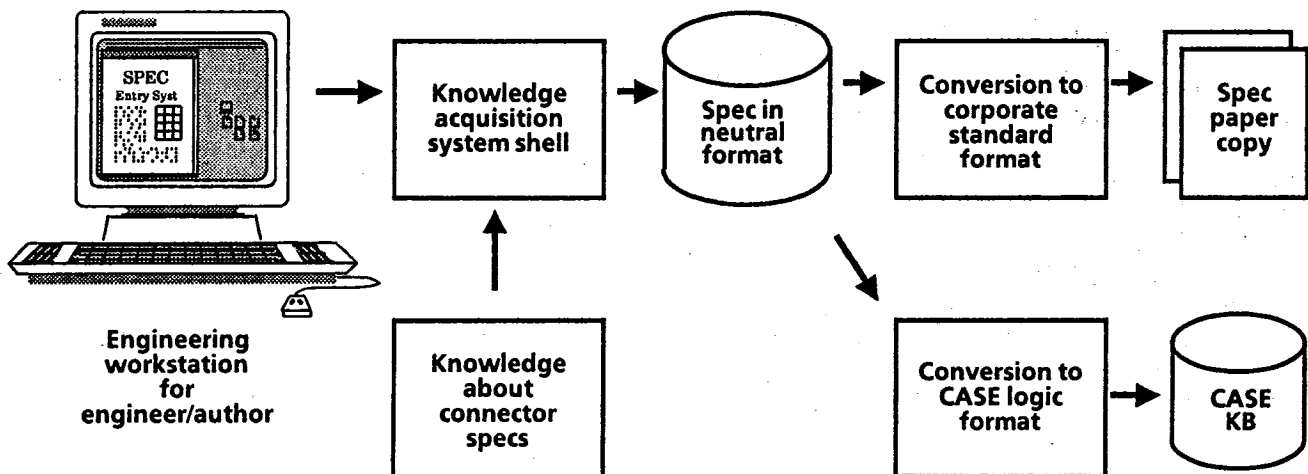 SPEC
Entry Syst
Knowledge
acquisition
system shell
Spec in
neutral
format
Conversion to
corporate
standard
format
Spec
paper
copy
Engineering
workstation
for
engineer/author
Knowledge
about
connector
specs
Conversion to
CASE logic
format
CASE
KB